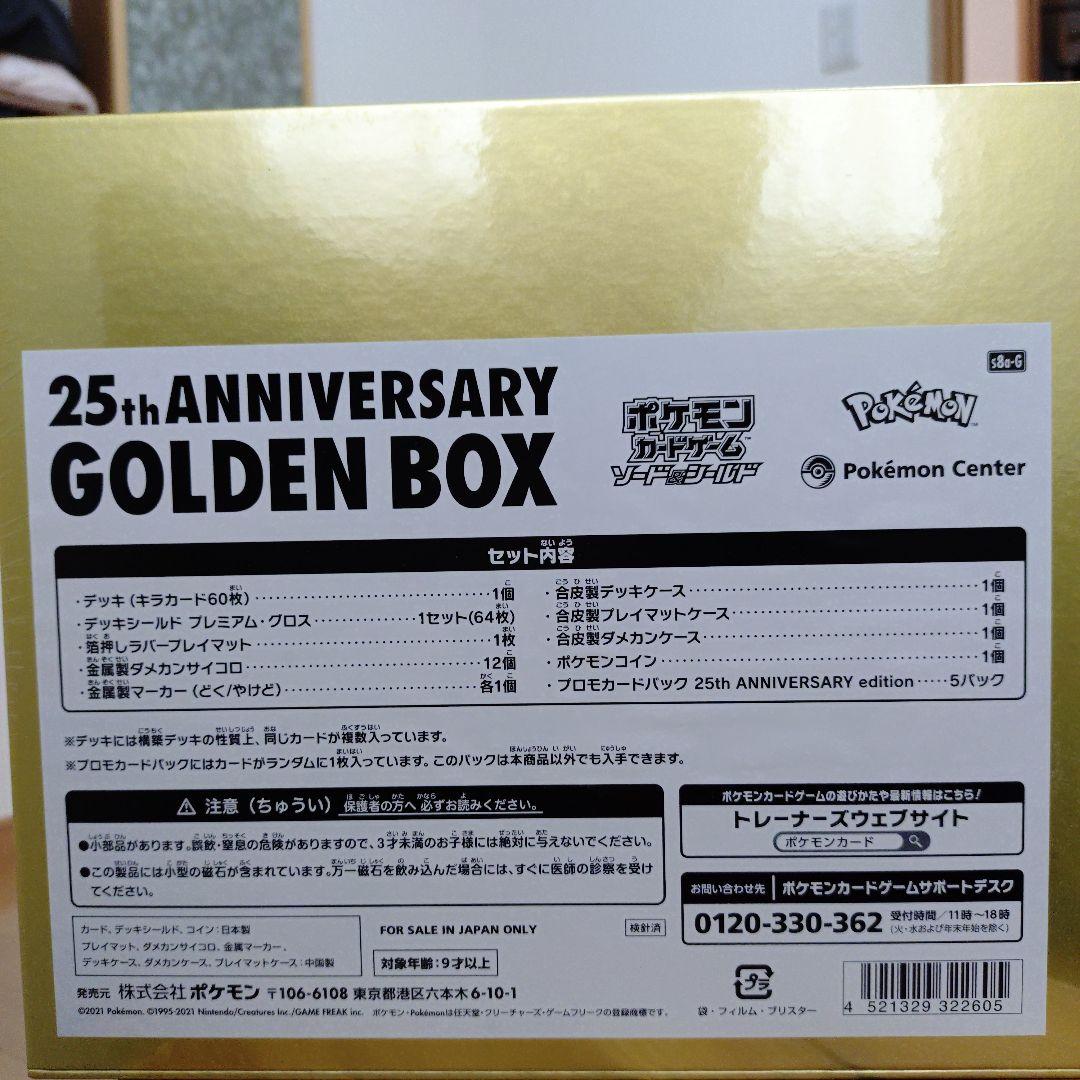 s8a-G
25th ANNIVERSARY
GOLDEN BOX
ポケモン
カードゲーム
ソード&シールド
Pokémon
Pokémon Center
セット内容
・デッキ(キラカード60枚)…………1個
・デッキシールド プレミアム・グロス…………1セット(64枚)
・箔押しラバープレイマット…………1枚
・金属製ダメカンサイコロ…………12個
・金属製マーカー(どく/やけど)…………各1個
・合皮製デッキケース…………1個
・合皮製プレイマットケース…………1個
・合皮製ダメカンケース…………1個
・ポケモンコイン…………1個
・プロモカードパック 25th ANNIVERSARY edition……5パック
※デッキには構築デッキの性質上、同じカードが複数入っています。
※プロモカードパックにはカードがランダムに1枚入っています。このパックは本商品以外でも入手できます。
⚠ 注意(ちゅうい) 保護者の方へ 必ずお読みください。
●小部品があります。誤飲・窒息の危険がありますので、3才未満のお子様には絶対に与えないでください。
●この製品には小型の磁石が含まれています。万一磁石を飲み込んだ場合には、すぐに医師の診察を受け
てください。
ポケモンカードゲームの遊びかたや最新情報はこちら!
トレーナーズウェブサイト
ポケモンカード
お問い合わせ先 ポケモンカードゲームサポートデスク
0120-330-362 受付時間/11時〜18時
(火・水および年末年始を除く)
カード、デッキシールド、コイン:日本製
プレイマット、ダメカンサイコロ、金属マーカー、
デッキケース、ダメカンケース、プレイマットケース:中国製
FOR SALE IN JAPAN ONLY
検針済
対象年齢:9才以上
発売元 株式会社ポケモン 〒106-6108 東京都港区六本木6-10-1
©2021 Pokémon. ©1995-2021 Nintendo/Creatures Inc./GAME FREAK inc. ポケモン・Pokémonは任天堂・クリーチャーズ・ゲームフリークの登録商標です。
プラ
袋・フィルム・ブリスター
4 521329 322605